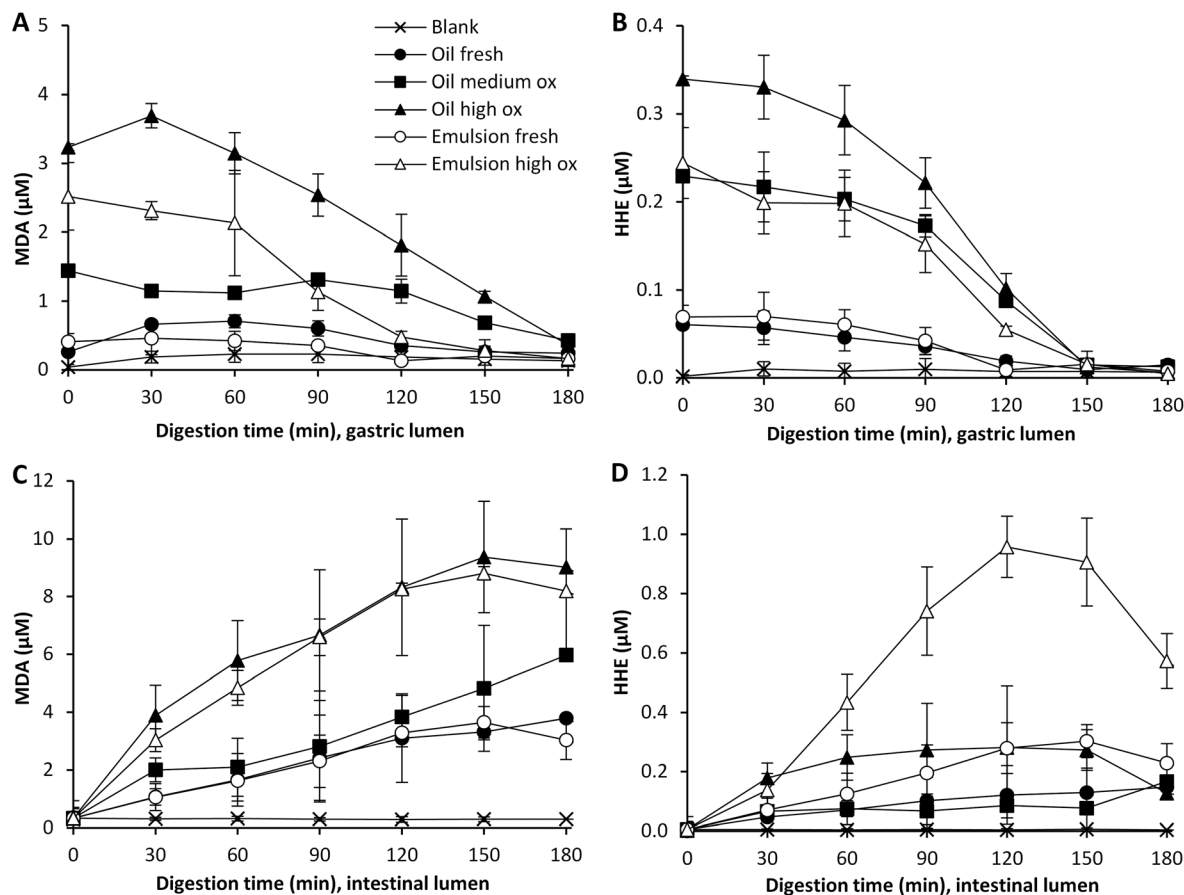 A
5
4
3
2
1
0
MDA (µM)
0 30 60 90 120 150 180
Digestion time (min), gastric lumen
Blank
Oil fresh
Oil medium ox
Oil high ox
Emulsion fresh
Emulsion high ox
B
0.4
0.3
0.2
0.1
0.0
HHE (µM)
0 30 60 90 120 150 180
Digestion time (min), gastric lumen
C
12
10
8
6
4
2
0
MDA (µM)
0 30 60 90 120 150 180
Digestion time (min), intestinal lumen
D
1.2
1.0
0.8
0.6
0.4
0.2
0.0
HHE (µM)
0 30 60 90 120 150 180
Digestion time (min), intestinal lumen